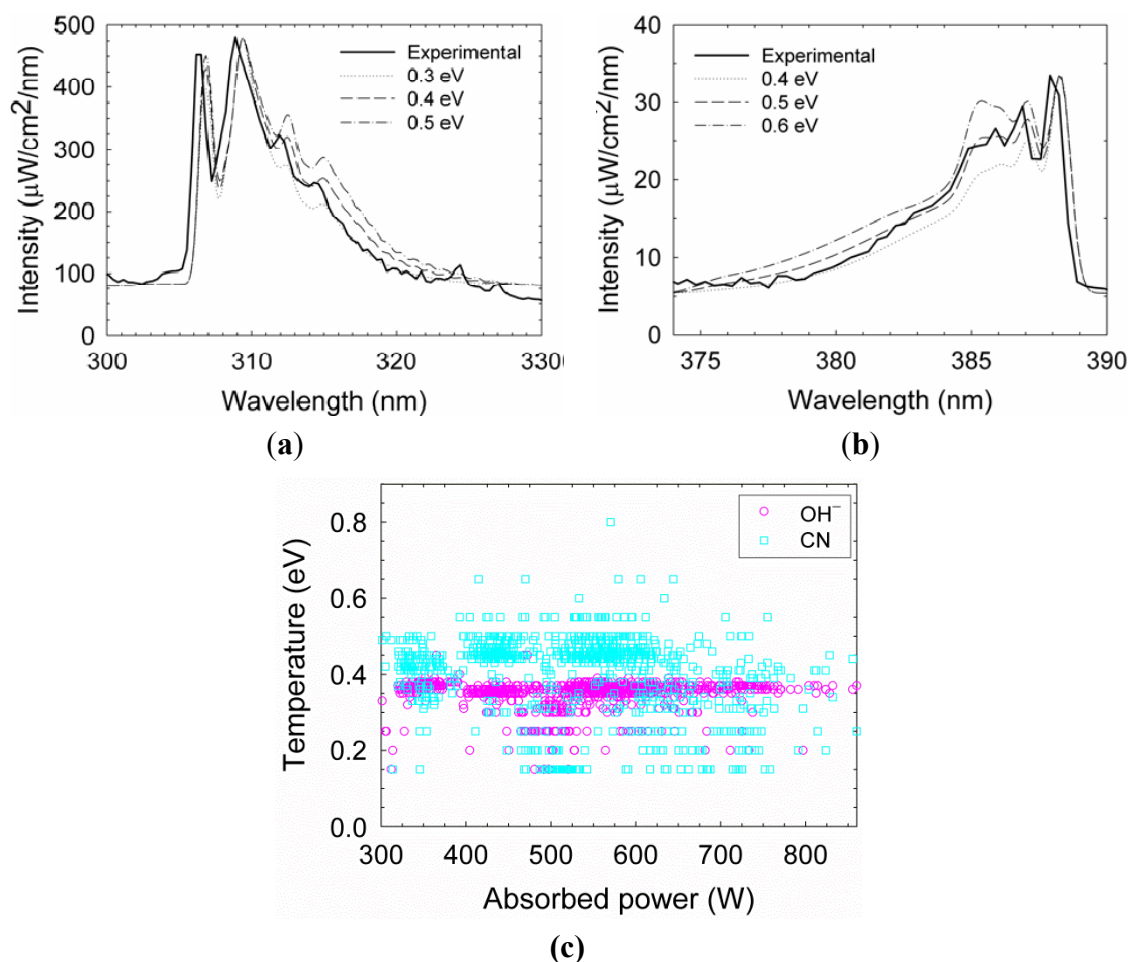 500
400
300
200
100
0
Intensity (μW/cm2/nm)
Experimental
0.3 eV
0.4 eV
0.5 eV
300
310
320
3300
Wavelength (nm)
(a)
40
30
20
10
0
Intensity (μW/cm2/nm)
Experimental
0.4 eV
0.5 eV
0.6 eV
375
380
385
390
Wavelength (nm)
(b)
0.8
0.6
0.4
0.2
0.0
Temperature (eV)
OH⁻
CN
300
400
500
600
700
800
Absorbed power (W)
(c)